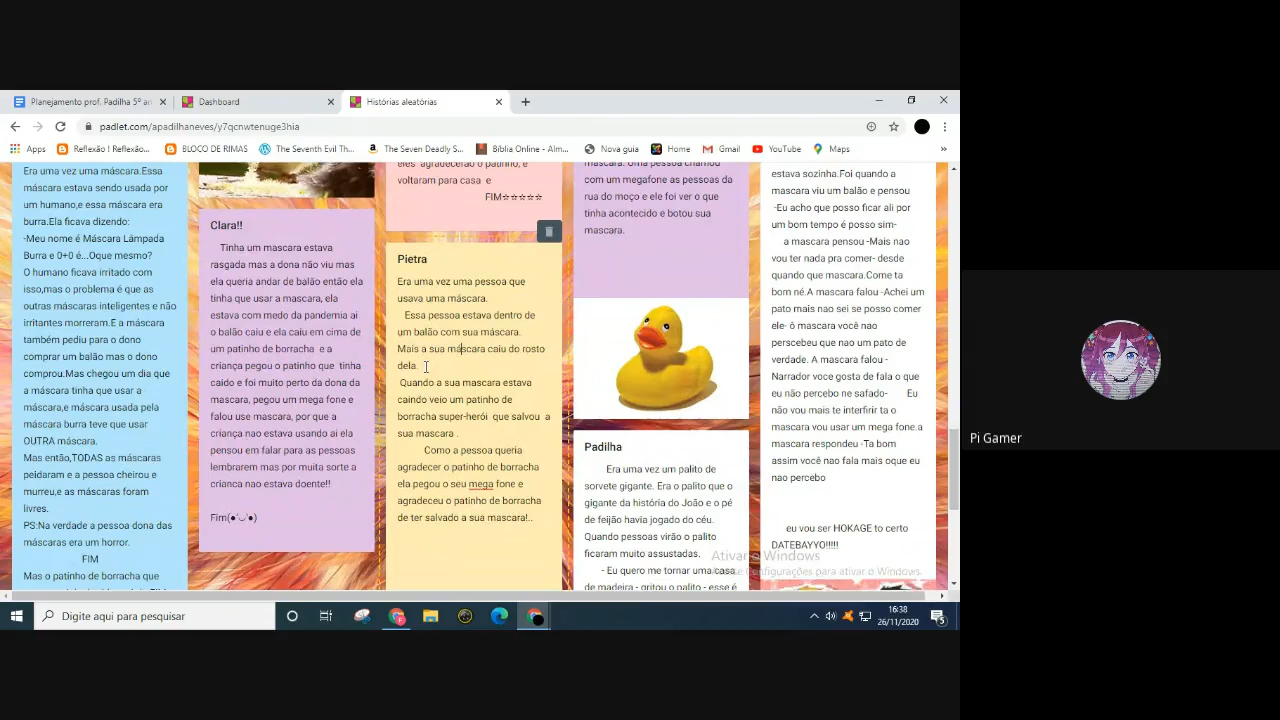 Planejamento prof. Padilha 5º an
Dashboard
Histórias aleatórias
padlet.com/apadilhaneves/y7qcnwtenuge3hia
Apps
Reflexão ! Reflexão...
BLOCO DE RIMAS
The Seventh Evil Th...
The Seven Deadly S...
Bíblia Online - Alm...
Nova guia
Home
Gmail
YouTube
Maps
Era uma vez uma máscara.Essa
máscara estava sendo usada por
um humano,e essa máscara era
burra.Ela ficava dizendo:
-Meu nome é Máscara Lâmpada
Burra e 0+0 é...Oque mesmo?
O humano ficava irritado com
isso,mas o problema é que as
outras máscaras inteligentes e não
irritantes morreram.E a máscara
também pediu para o dono
comprar um balão mas o dono
comprou.Mas chegou um dia que
a máscara tinha que usar a
máscara,e máscara usada pela
máscara burra teve que usar
OUTRA máscara.
Mas então,TODAS as máscaras
peidaram e a pessoa cheirou e
murreu,e as máscaras foram
livres.
PS:Na verdade a pessoa dona das
máscaras era um horror.
FIM
Mas o patinho de borracha que
Clara!!
Tinha um mascara estava
rasgada mas a dona não viu mas
ela queria andar de balão então ela
tinha que usar a mascara, ela
estava com medo da pandemia ai
o balão caiu e ela caiu em cima de
um patinho de borracha e a
criança pegou o patinho que tinha
caido e foi muito perto da dona da
mascara, pegou um mega fone e
falou use mascara, por que a
criança nao estava usando ai ela
pensou em falar para as pessoas
lembrarem mas por muita sorte a
crianca nao estava doente!!
Fim(●'◡'●)
eles agradecerão o patinho, e
voltaram para casa e
FIM☆☆☆☆☆
Pietra
Era uma vez uma pessoa que
usava uma máscara.
Essa pessoa estava dentro de
um balão com sua máscara.
Mais a sua máscara caiu do rosto
dela.
Quando a sua mascara estava
caindo veio um patinho de
borracha super-herói que salvou a
sua mascara .
Como a pessoa queria
agradecer o patinho de borracha
ela pegou o seu mega fone e
agradeceu o patinho de borracha
de ter salvado a sua mascara!..
máscara. Uma pessoa chamou
com um megafone as pessoas da
rua do moço e ele foi ver o que
tinha acontecido e botou sua
mascara.
Padilha
Era uma vez um palito de
sorvete gigante. Era o palito que o
gigante da história do João e o pé
de feijão havia jogado do céu.
Quando pessoas virão o palito
ficaram muito assustadas.
- Eu quero me tornar uma casa
de madeira - gritou o palito - esse é
estava sozinha.Foi quando a
mascara viu um balão e pensou
-Eu acho que posso ficar ali por
um bom tempo é posso sim-
a mascara pensou -Mais nao
vou ter nada pra comer- desde
quando que mascara.Come ta
bom né.A mascara falou -Achei um
pato mais nao sei se posso comer
ele- ô mascara você nao
perscebeu que nao um pato de
verdade. A mascara falou -
Narrador voce gosta de fala o que
eu não percebo ne safado- Eu
não vou mais te interfirir ta o
mascara vou usar um mega fone.a
mascara respondeu -Ta bom
assim você nao fala mais oque eu
nao percebo
eu vou ser HOKAGE to certo
DATEBAYYO!!!!!
Ativar o Windows
Configurações para ativar o Windows.
Digite aqui para pesquisar
16:38
26/11/2020
5
Pi Gamer